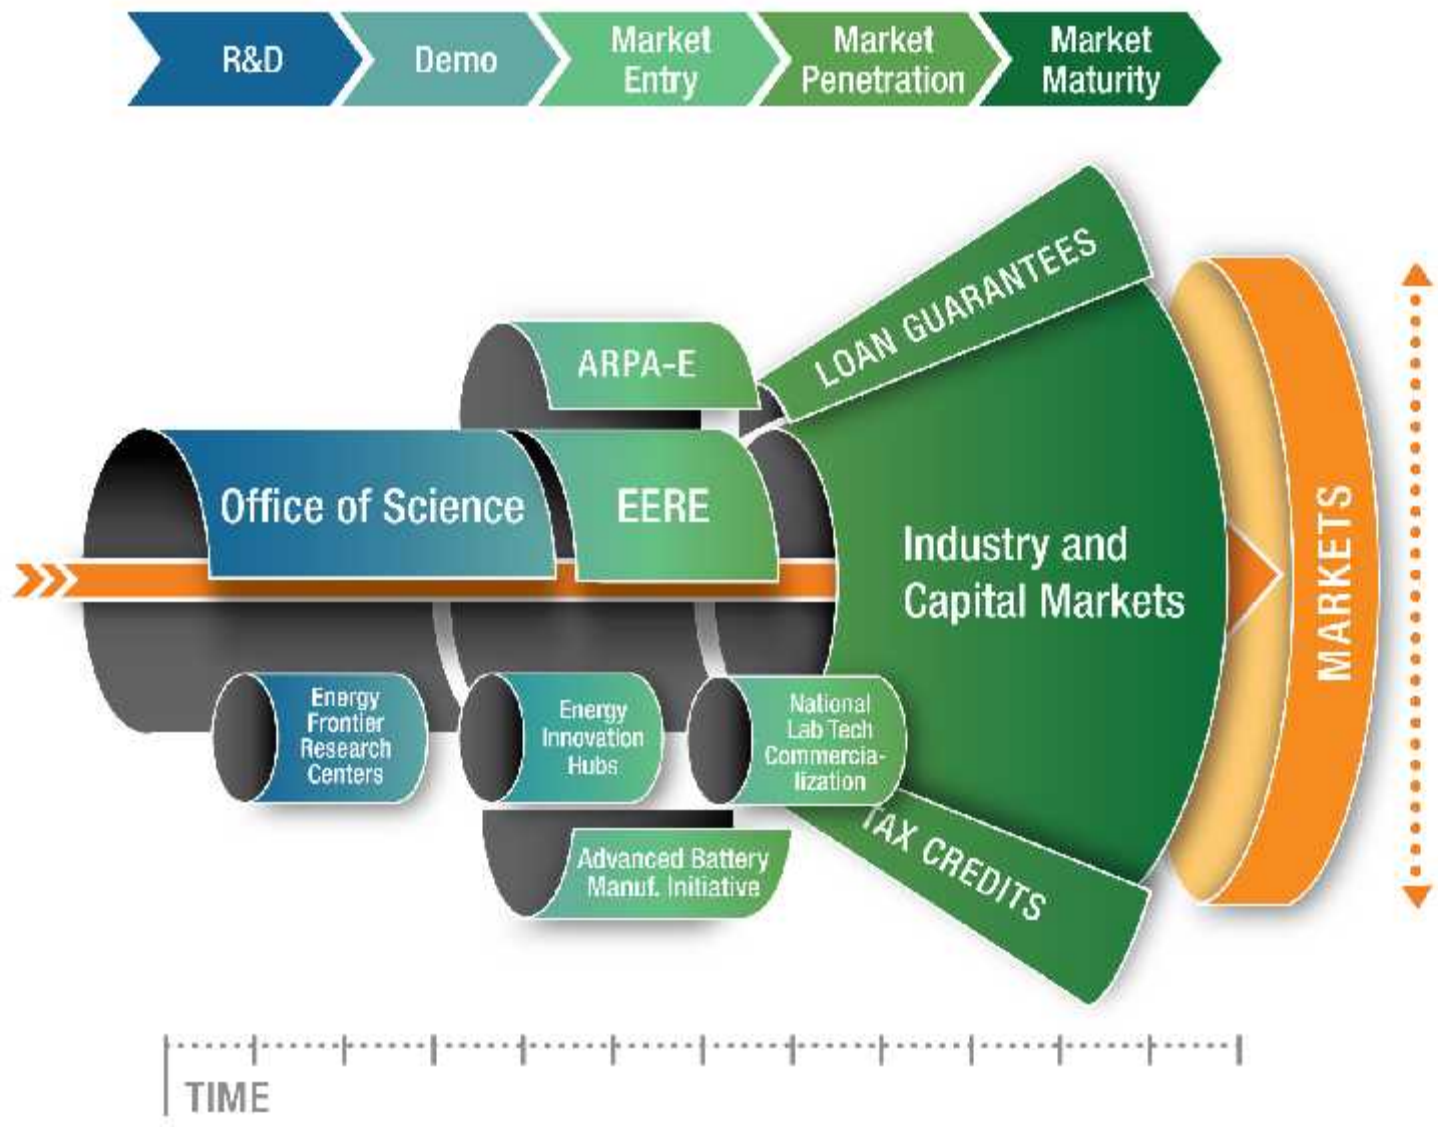 R&D
Demo
Market
Entry
Market
Penetration
Market
Maturity
LOAN GUARANTEES
ARPA-E
Office of Science
EERE
Industry and
Capital Markets
MARKETS
Energy
Frontier
Research
Centers
Energy
Innovation
Hubs
National
Lab Tech
Commercia-
lization
TAX CREDITS
Advanced Battery
Manuf. Initiative
TIME